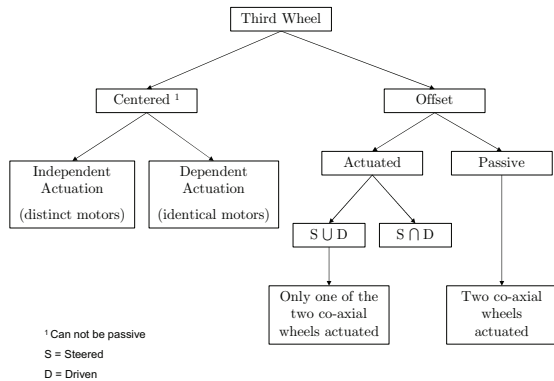 Third Wheel
Centered ¹
Offset
Independent
Actuation
(distinct motors)
Dependent
Actuation
(identical motors)
Actuated
Passive
S ⋃ D
S ⋂ D
Only one of the
two co-axial
wheels actuated
Two co-axial
wheels
actuated
¹ Can not be passive
S = Steered
D = Driven